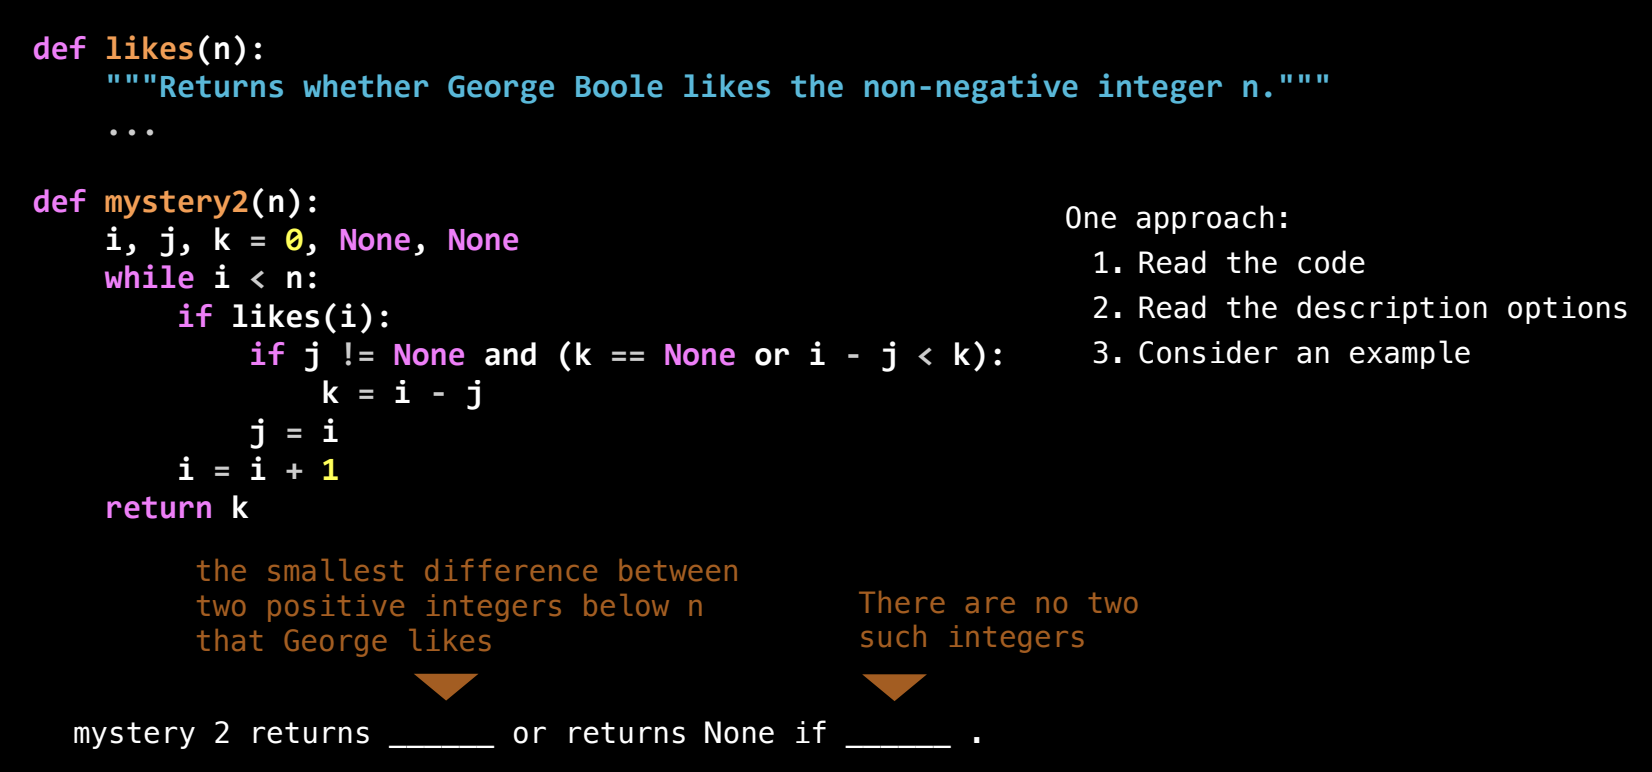 def likes(n):
    """Returns whether George Boole likes the non-negative integer n."""
    ...
def mystery2(n):
    i, j, k = 0, None, None
    while i < n:
        if likes(i):
            if j != None and (k == None or i - j < k):
                k = i - j
            j = i
        i = i + 1
    return k
One approach:
1. Read the code
2. Read the description options
3. Consider an example
the smallest difference between
two positive integers below n
that George likes
There are no two
such integers
mystery 2 returns ______ or returns None if ______ .